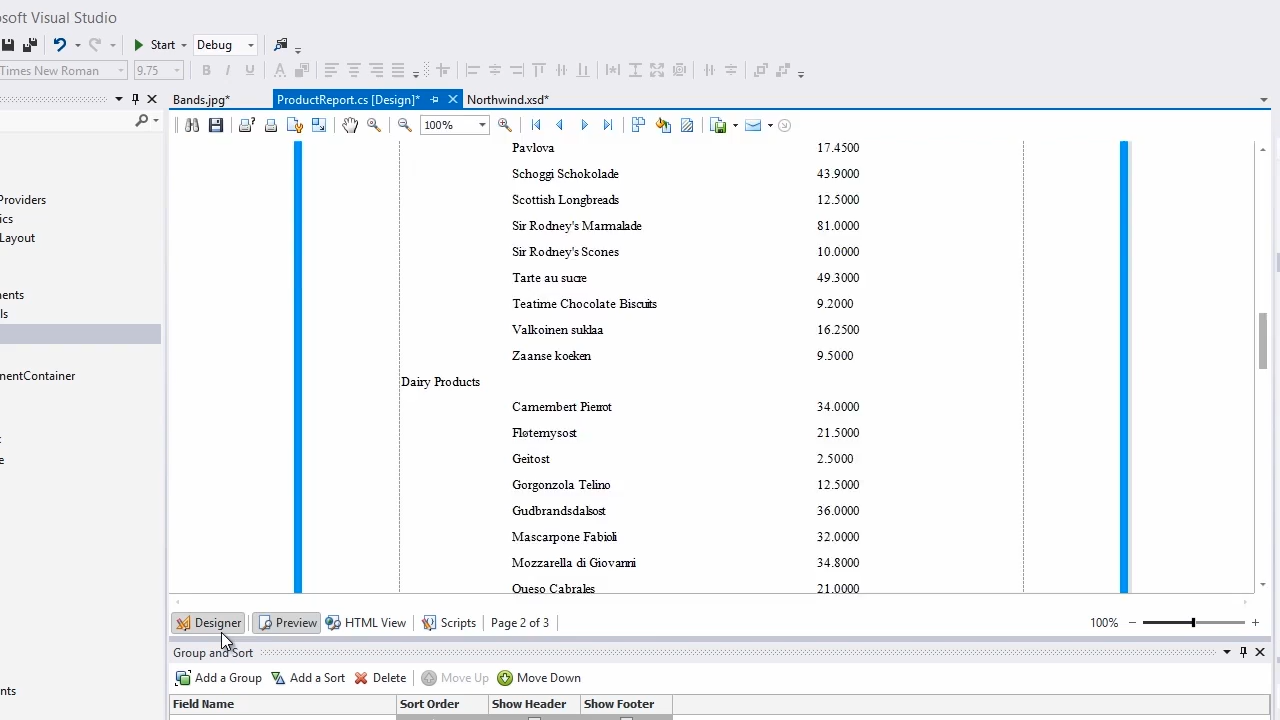 osoft Visual Studio
Start Debug
Times New Roman 9.75 B I U A
Bands.jpg* ProductReport.cs [Design]* Northwind.xsd*
100%
Pavlova 17.4500
Schoggi Schokolade 43.9000
Providers Scottish Longbreads 12.5000
ics Sir Rodney's Marmalade 81.0000
Layout
Sir Rodney's Scones 10.0000
Tarte au sucre 49.3000
nents Teatime Chocolate Biscuits 9.2000
ls Valkoinen suklaa 16.2500
Zaanse koeken 9.5000
nentContainer Dairy Products
Camembert Pierrot 34.0000
t Fløtemysost 21.5000
e Geitost 2.5000
Gorgonzola Telino 12.5000
Gudbrandsdalsost 36.0000
Mascarpone Fabioli 32.0000
Mozzarella di Giovanni 34.8000
Queso Cabrales 21.0000
Designer Preview HTML View Scripts Page 2 of 3 100%
Group and Sort
Add a Group Add a Sort Delete Move Up Move Down
nts Field Name Sort Order Show Header Show Footer